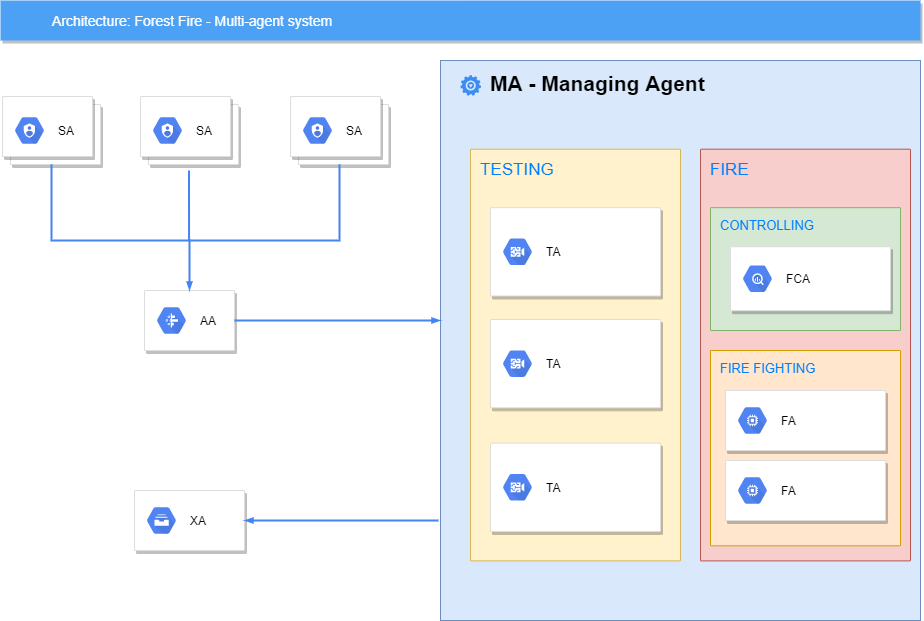 Architecture: Forest Fire - Multi-agent system
MA - Managing Agent
SA
SA
SA
AA
XA
TESTING
TA
TA
TA
FIRE
CONTROLLING
FCA
FIRE FIGHTING
FA
FA